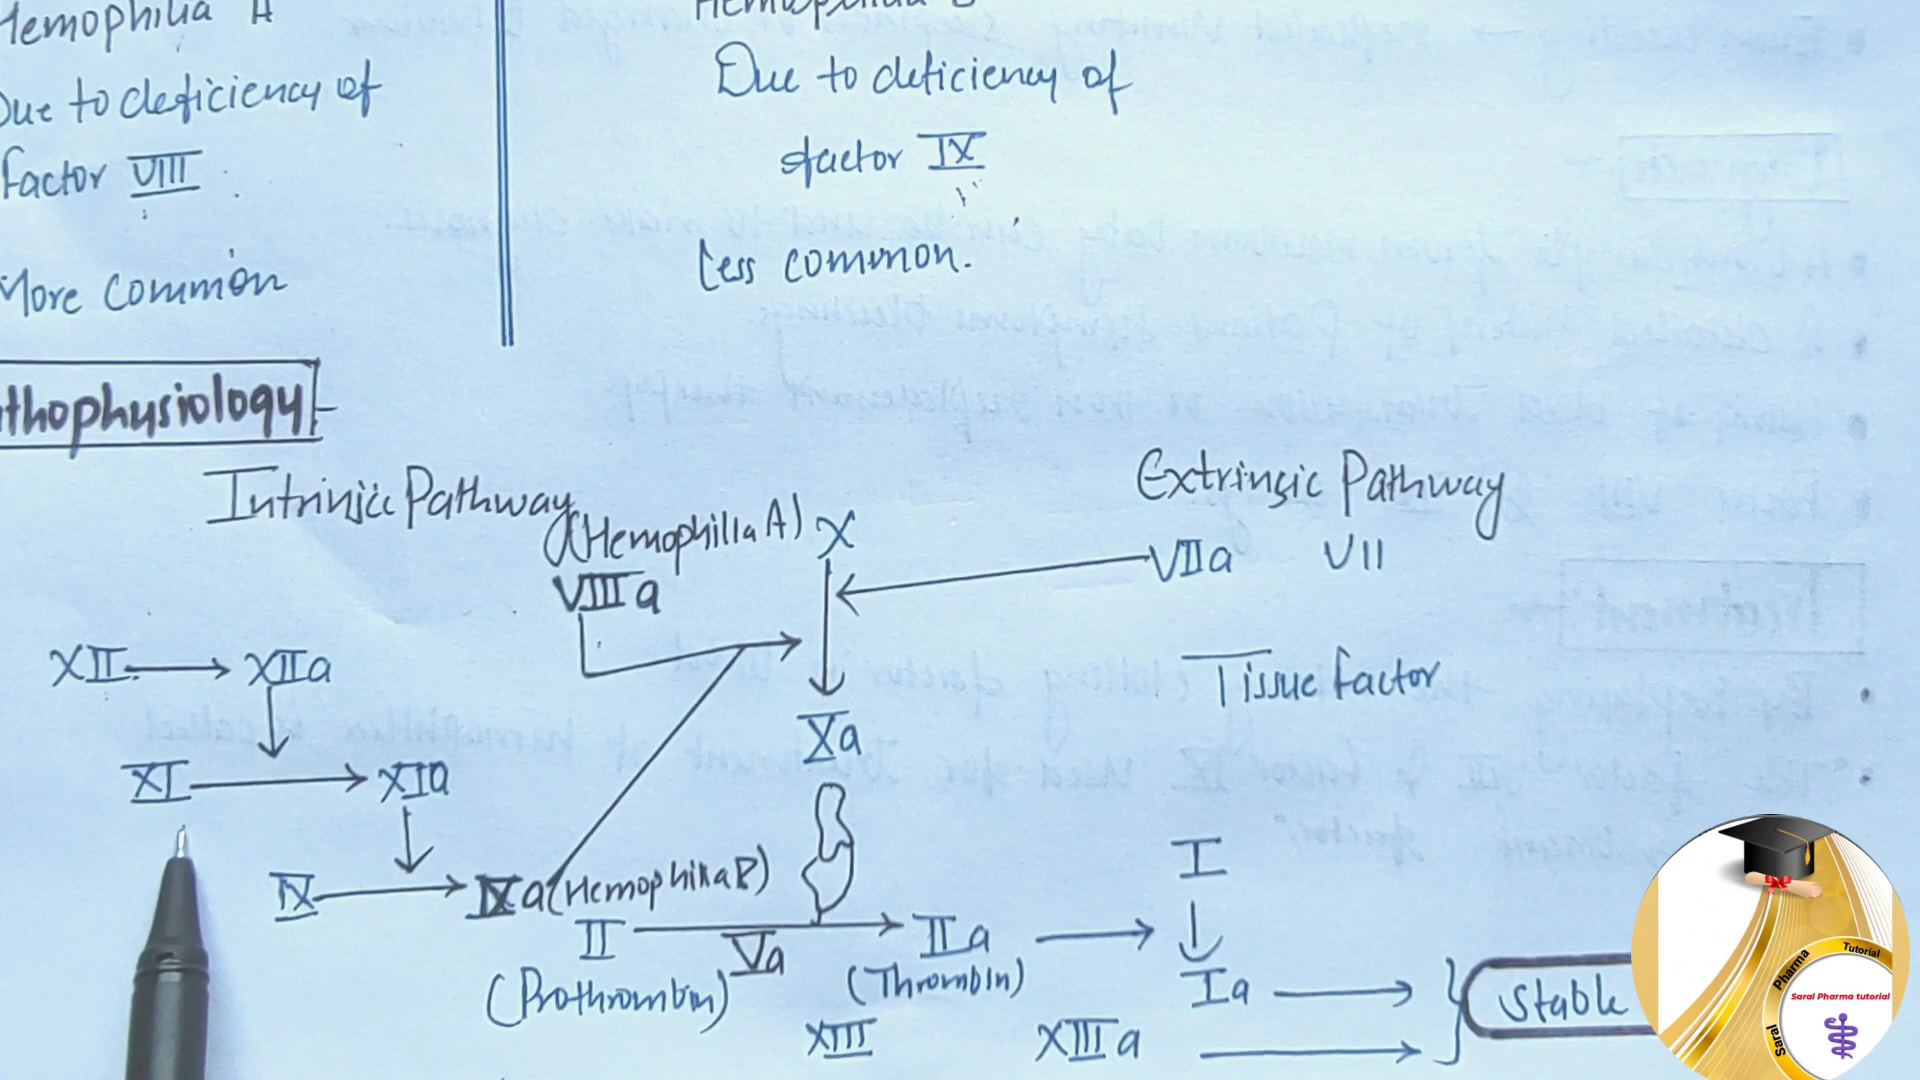 Hemophilia A
Due to deficiency of
factor VIII
More common
Due to deficiency of
factor IX
Less common.
thophysiology
Intrinsic Pathway
(Hemophilia A) X
VIIIa
Extrinsic Pathway
VIIa VII
XII → XIIa
Tissue factor
Xa
XI → XIa
IX → IXa (Hemophilia B)
I
II → IIa →
Va
(Prothrombin)
(Thrombin)
Ia →
XIII XIIIa →
Stable
Pharma Tutorial
Saral Pharma tutorial
Saral